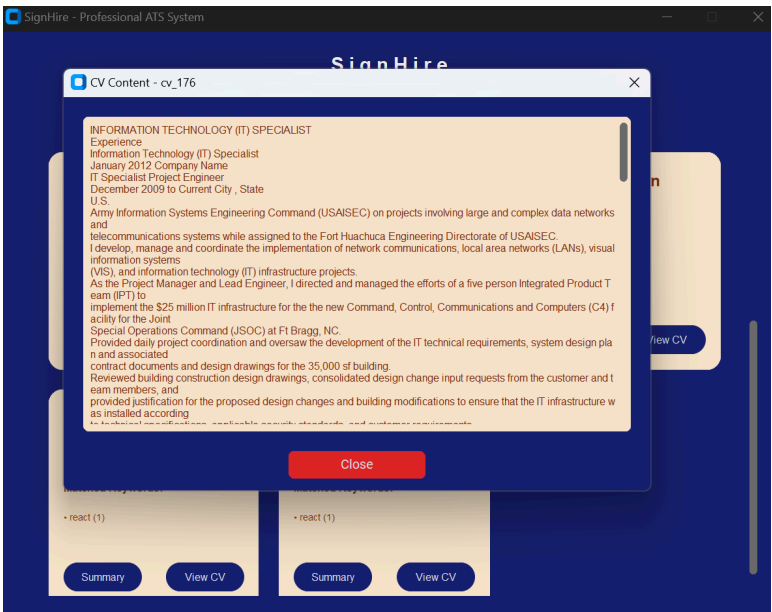 SignHire - Professional ATS System
SignHire
CV Content - cv_176
INFORMATION TECHNOLOGY (IT) SPECIALIST
Experience
Information Technology (IT) Specialist
January 2012 Company Name
IT Specialist Project Engineer
December 2009 to Current City , State
U.S.
Army Information Systems Engineering Command (USAISEC) on projects involving large and complex data networks
and
telecommunications systems while assigned to the Fort Huachuca Engineering Directorate of USAISEC.
I develop, manage and coordinate the implementation of network communications, local area networks (LANs), visual
information systems
(VIS), and information technology (IT) infrastructure projects.
As the Project Manager and Lead Engineer, I directed and managed the efforts of a five person Integrated Product T
eam (IPT) to
implement the $25 million IT infrastructure for the the new Command, Control, Communications and Computers (C4) f
acility for the Joint
Special Operations Command (JSOC) at Ft Bragg, NC.
Provided daily project coordination and oversaw the development of the IT technical requirements, system design pla
n and associated
contract documents and design drawings for the 35,000 sf building.
Reviewed building construction design drawings, consolidated design change input requests from the customer and t
eam members, and
provided justification for the proposed design changes and building modifications to ensure that the IT infrastructure w
as installed according
to technical specifications, applicable security standards, and customer requirements.
Close
n
View CV
• react (1)
• react (1)
Summary
View CV
Summary
View CV